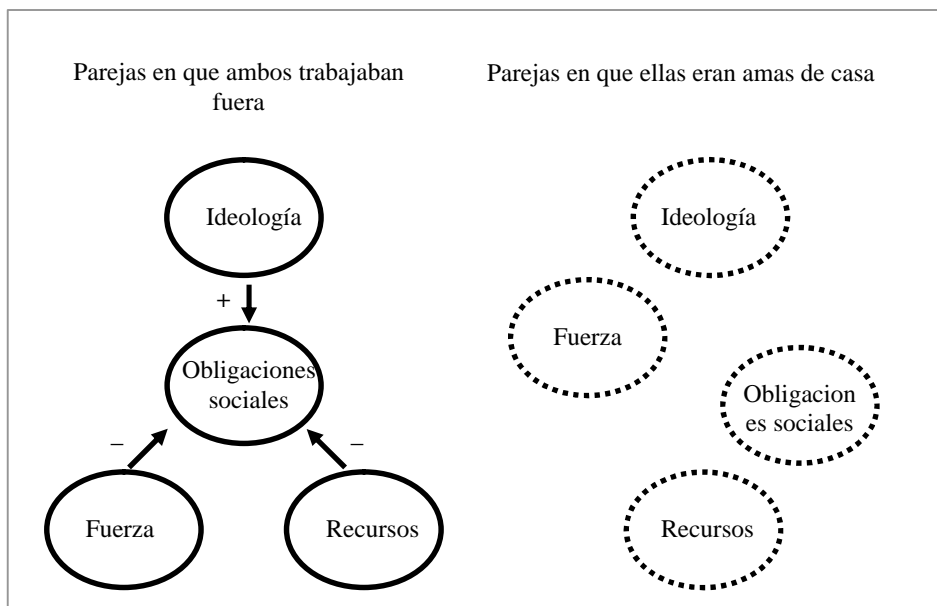 Parejas en que ambos trabajaban
fuera
Ideología
+
Obligaciones
sociales
–
–
Fuerza
Recursos
Parejas en que ellas eran amas de casa
Ideología
Fuerza
Obligacion
es sociales
Recursos